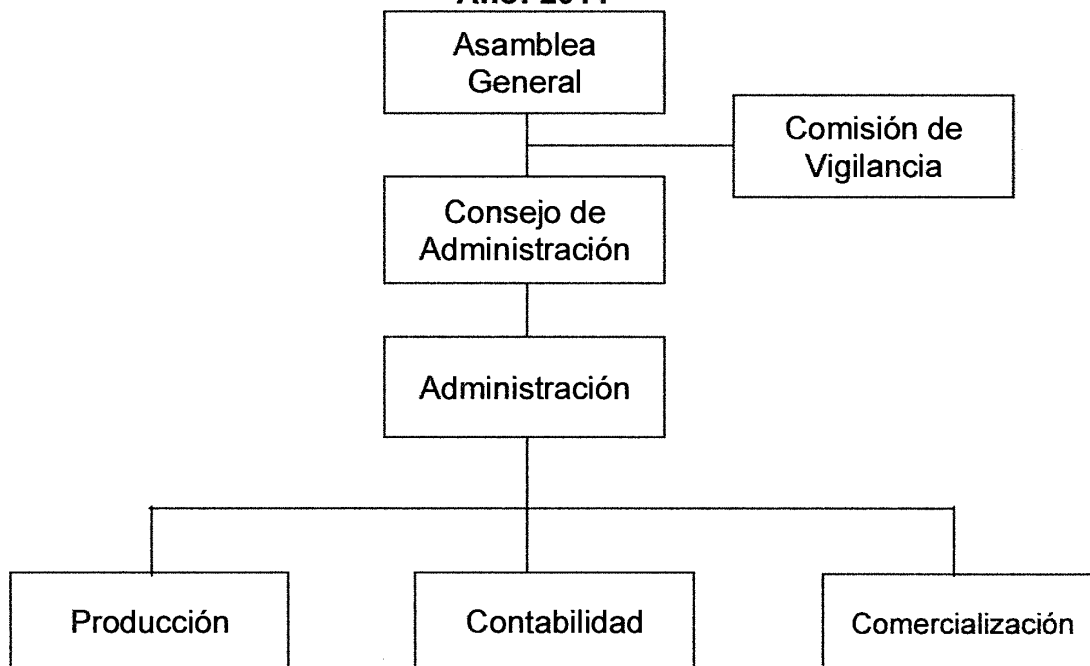 Asamblea
General
Comisión de
Vigilancia
Consejo de
Administración
Administración
Producción
Contabilidad
Comercialización